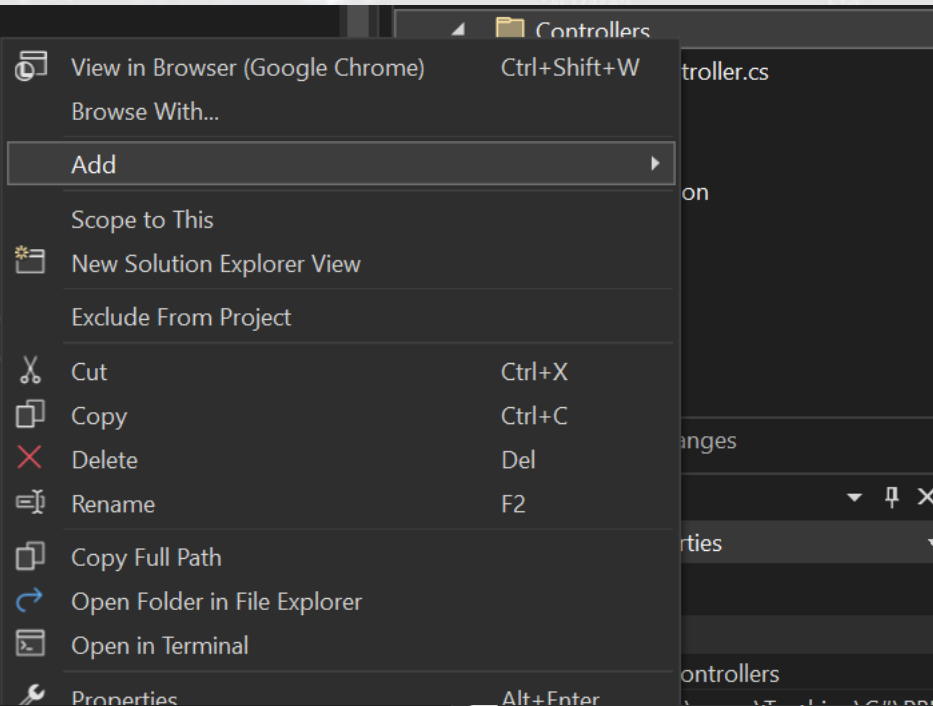 Controllers
View in Browser (Google Chrome) Ctrl+Shift+W
troller.cs
Browse With...
Add
on
Scope to This
New Solution Explorer View
Exclude From Project
Cut Ctrl+X
Copy Ctrl+C
anges
Delete Del
Rename F2
rties
Copy Full Path
Open Folder in File Explorer
Open in Terminal
ontrollers
Properties Alt+Enter